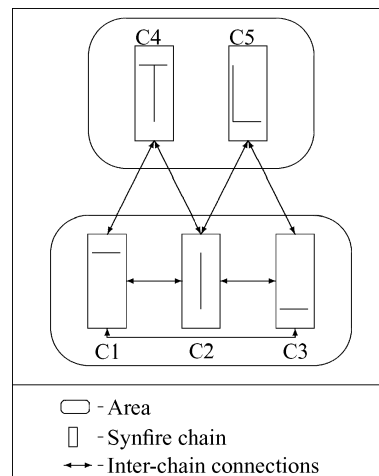 C4 C5
C1 C2 C3
- Area
- Synfire chain
- Inter-chain connections